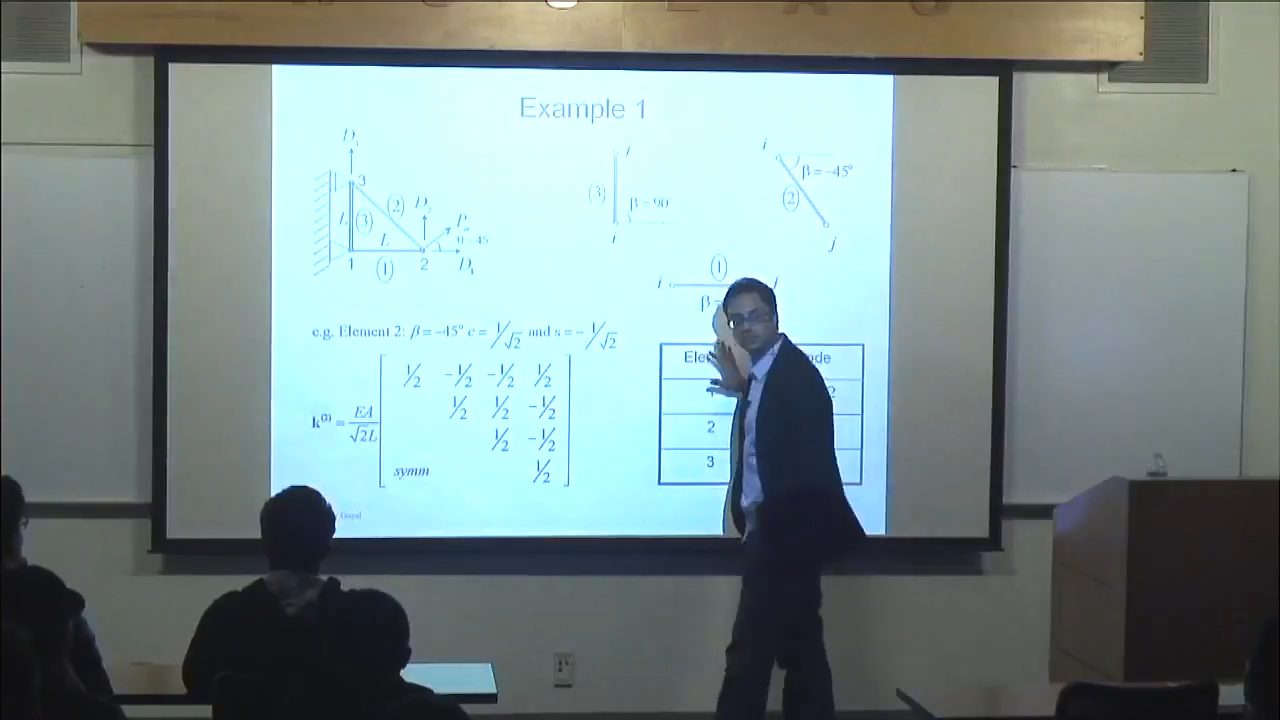 Example 1
D₃
3
(2)
D₂
L
(3)
L
θ=45
1
(1)
2
D₁
(3)
β=90
i
i
β=−45°
(2)
j
(1)
i
β
e.g. Element 2: β=−45° c=1/√2 and s=−1/√2
k⁽²⁾ = EA/√2L
1/2 −1/2 −1/2 1/2
1/2 1/2 −1/2
1/2 −1/2
symm 1/2
2
2
3
Goyal